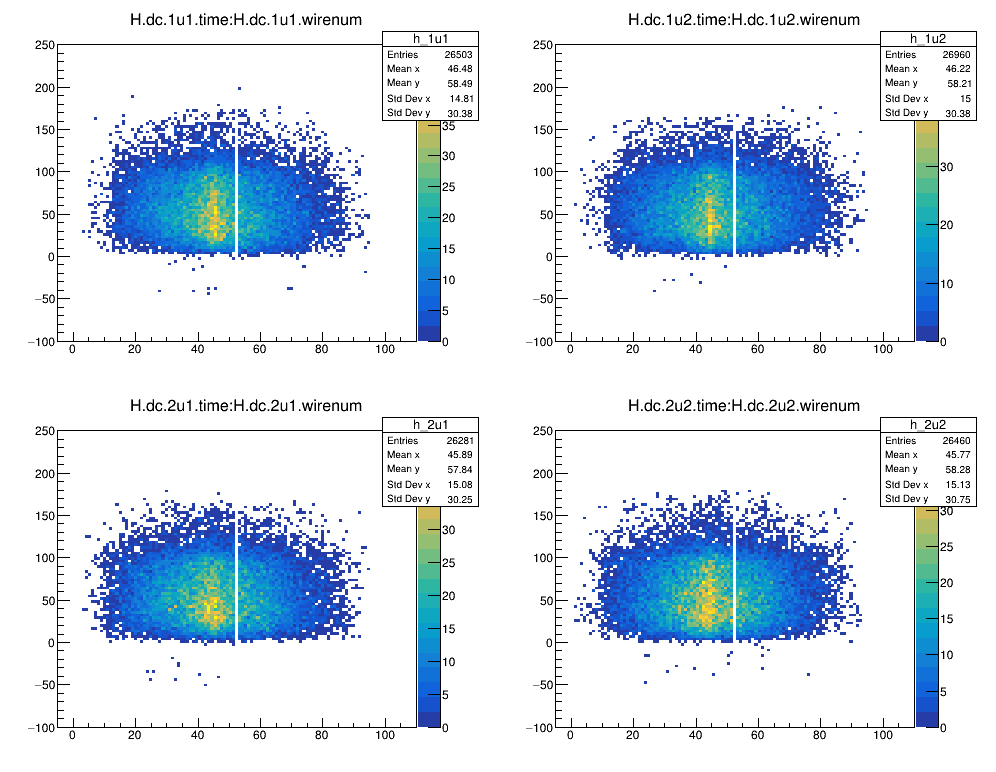 H.dc.1u1.time:H.dc.1u1.wirenum
h_1u1
Entries 26503
Mean x 46.48
Mean y 58.49
Std Dev x 14.81
Std Dev y 30.38
250
200
150
100
50
0
−50
−100
0 20 40 60 80 100
35
30
25
20
15
10
5
0
H.dc.1u2.time:H.dc.1u2.wirenum
h_1u2
Entries 26960
Mean x 46.22
Mean y 58.21
Std Dev x 15
Std Dev y 30.38
250
200
150
100
50
0
−50
−100
0 20 40 60 80 100
30
20
10
0
H.dc.2u1.time:H.dc.2u1.wirenum
h_2u1
Entries 26281
Mean x 45.89
Mean y 57.84
Std Dev x 15.08
Std Dev y 30.25
250
200
150
100
50
0
−50
−100
0 20 40 60 80 100
30
25
20
15
10
5
0
H.dc.2u2.time:H.dc.2u2.wirenum
h_2u2
Entries 26460
Mean x 45.77
Mean y 58.28
Std Dev x 15.13
Std Dev y 30.75
250
200
150
100
50
0
−50
−100
0 20 40 60 80 100
30
25
20
15
10
5
0